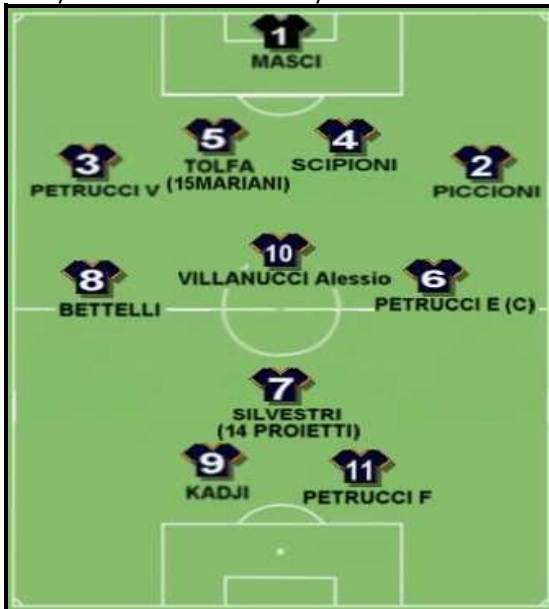 1
MASCI
5
4
3
2
TOLFA
SCIPIONI
PETRUCCI V
(15MARIANI)
PICCIONI
10
8
6
VILLANUCCI Alessio
BETTELLI
PETRUCCI E (C)
7
SILVESTRI
(14 PROIETTI)
9
11
KADJI
PETRUCCI F